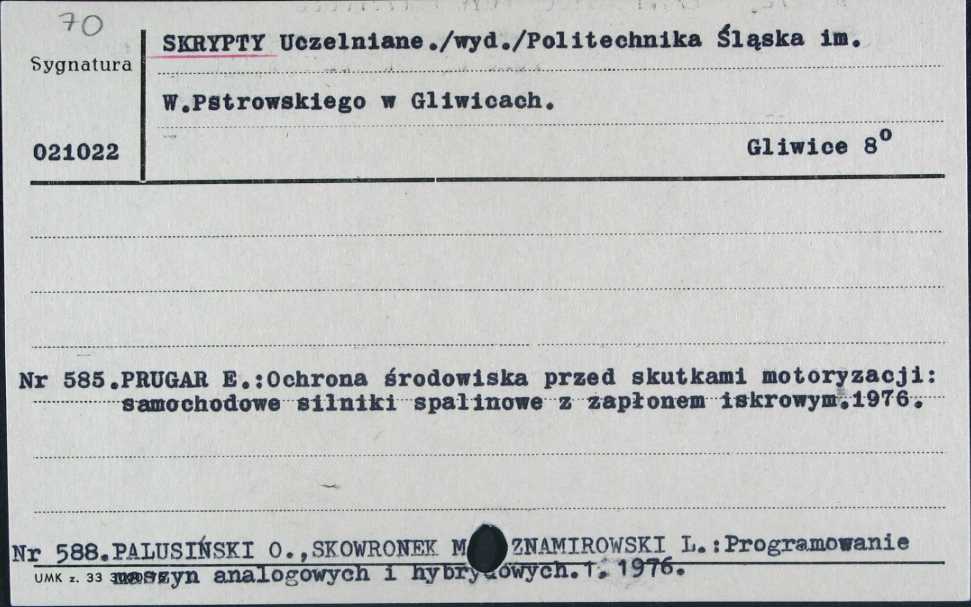 70
SKRYPTY Uczelniane./wyd./Politechnika Śląska im.
Sygnatura
W.Pstrowskiego w Gliwicach.
021022
Gliwice 8º
Nr 585.PRUGAR E.:Ochrona środowiska przed skutkami motoryzacji:
samochodowe silniki spalinowe z zapłonem iskrowym.1976.
Nr 588.PALUSIŃSKI O.,SKOWRONEK M ZNAMIROWSKI L.:Programowanie
maszyn analogowych i hybrydowych. 1976.
UMK z. 33